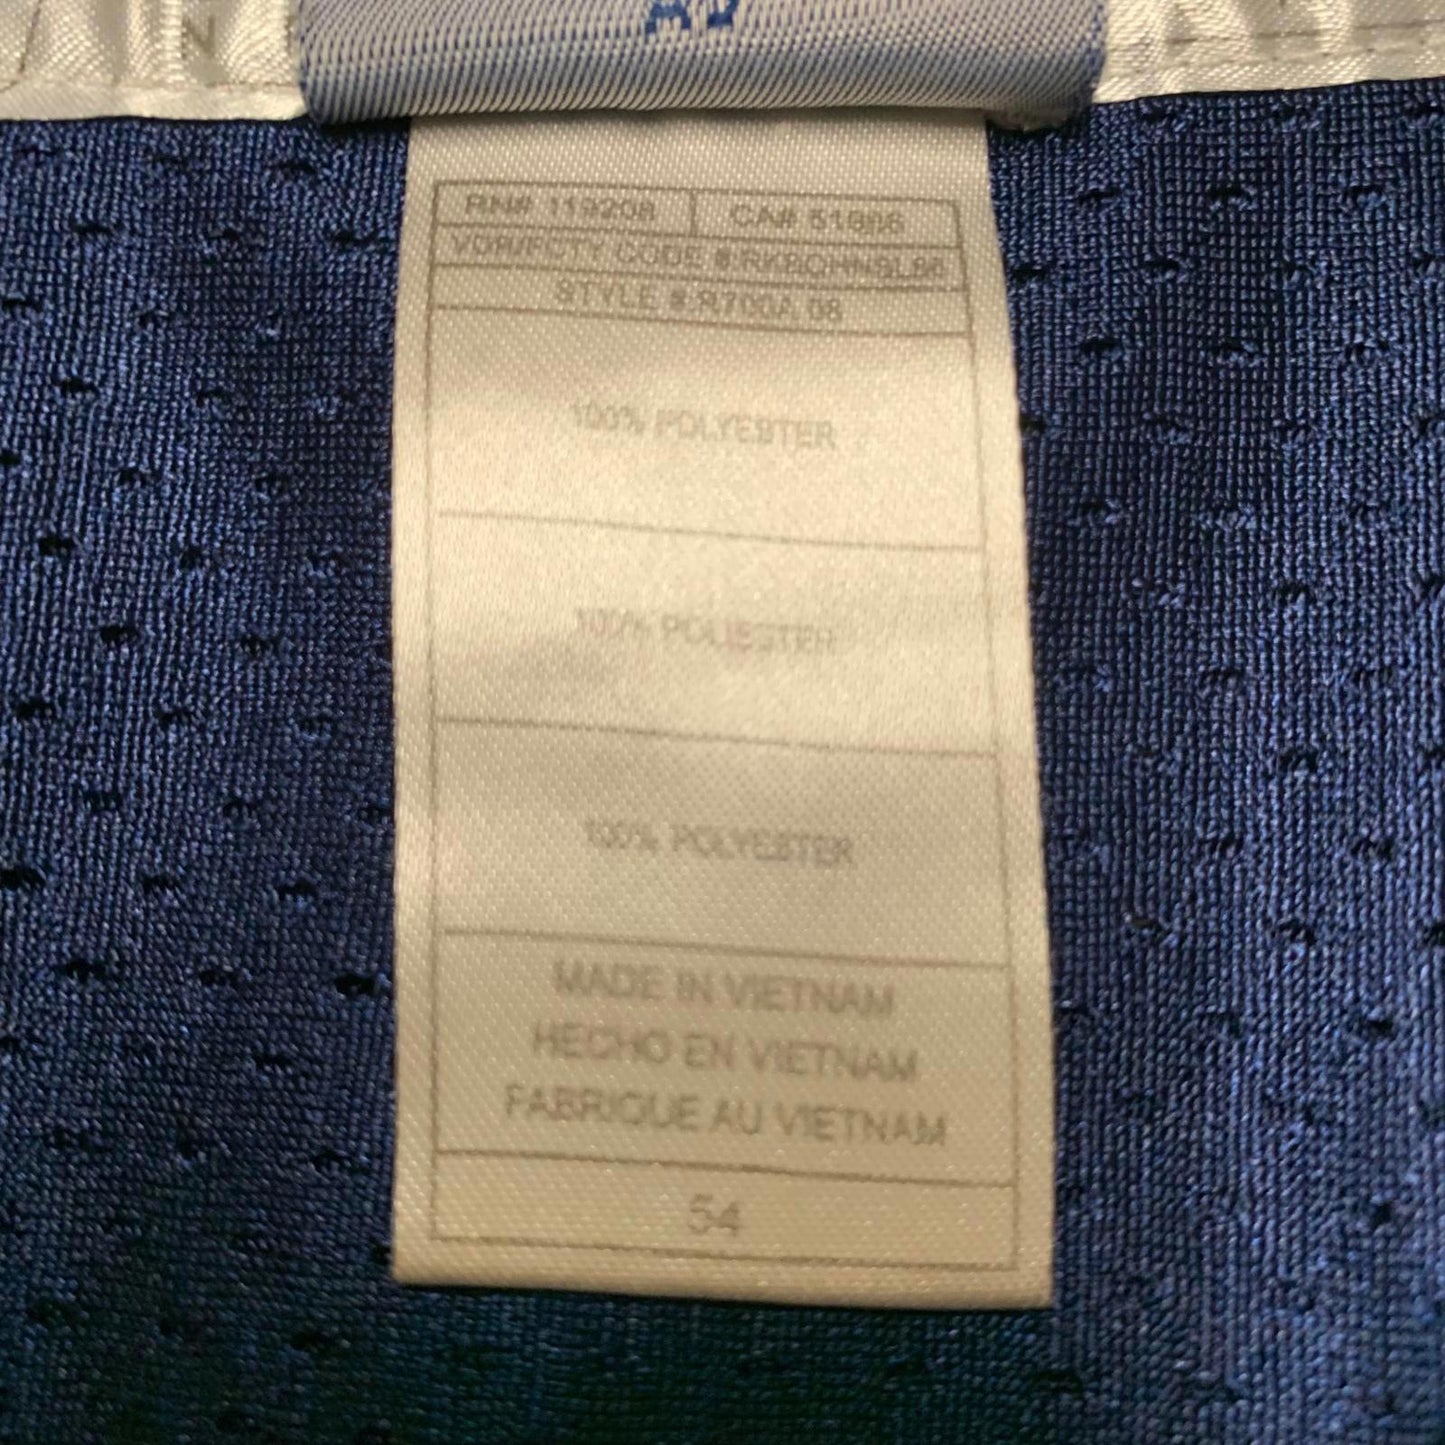 RN# 119208 CA# 51886
VDR/FCTY CODE #:RKBOHNSL86
STYLE #:R700A 08
100% POLYESTER
100% POLIESTER
100% POLYESTER
MADE IN VIETNAM
HECHO EN VIETNAM
FABRIQUE AU VIETNAM
54